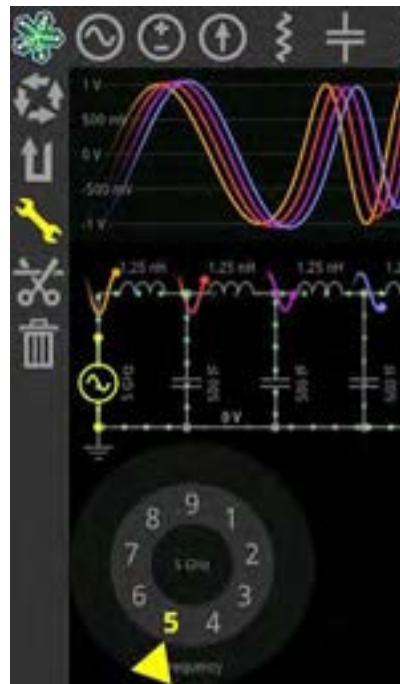 1 V
500 mV
0 V
-500 mV
-1 V
1.25 nH
1.25 nH
1.25 nH
5 GHz
500 fF
500 fF
500 fF
0 V
9
8
1
7
2
5 GHz
6
3
5
4